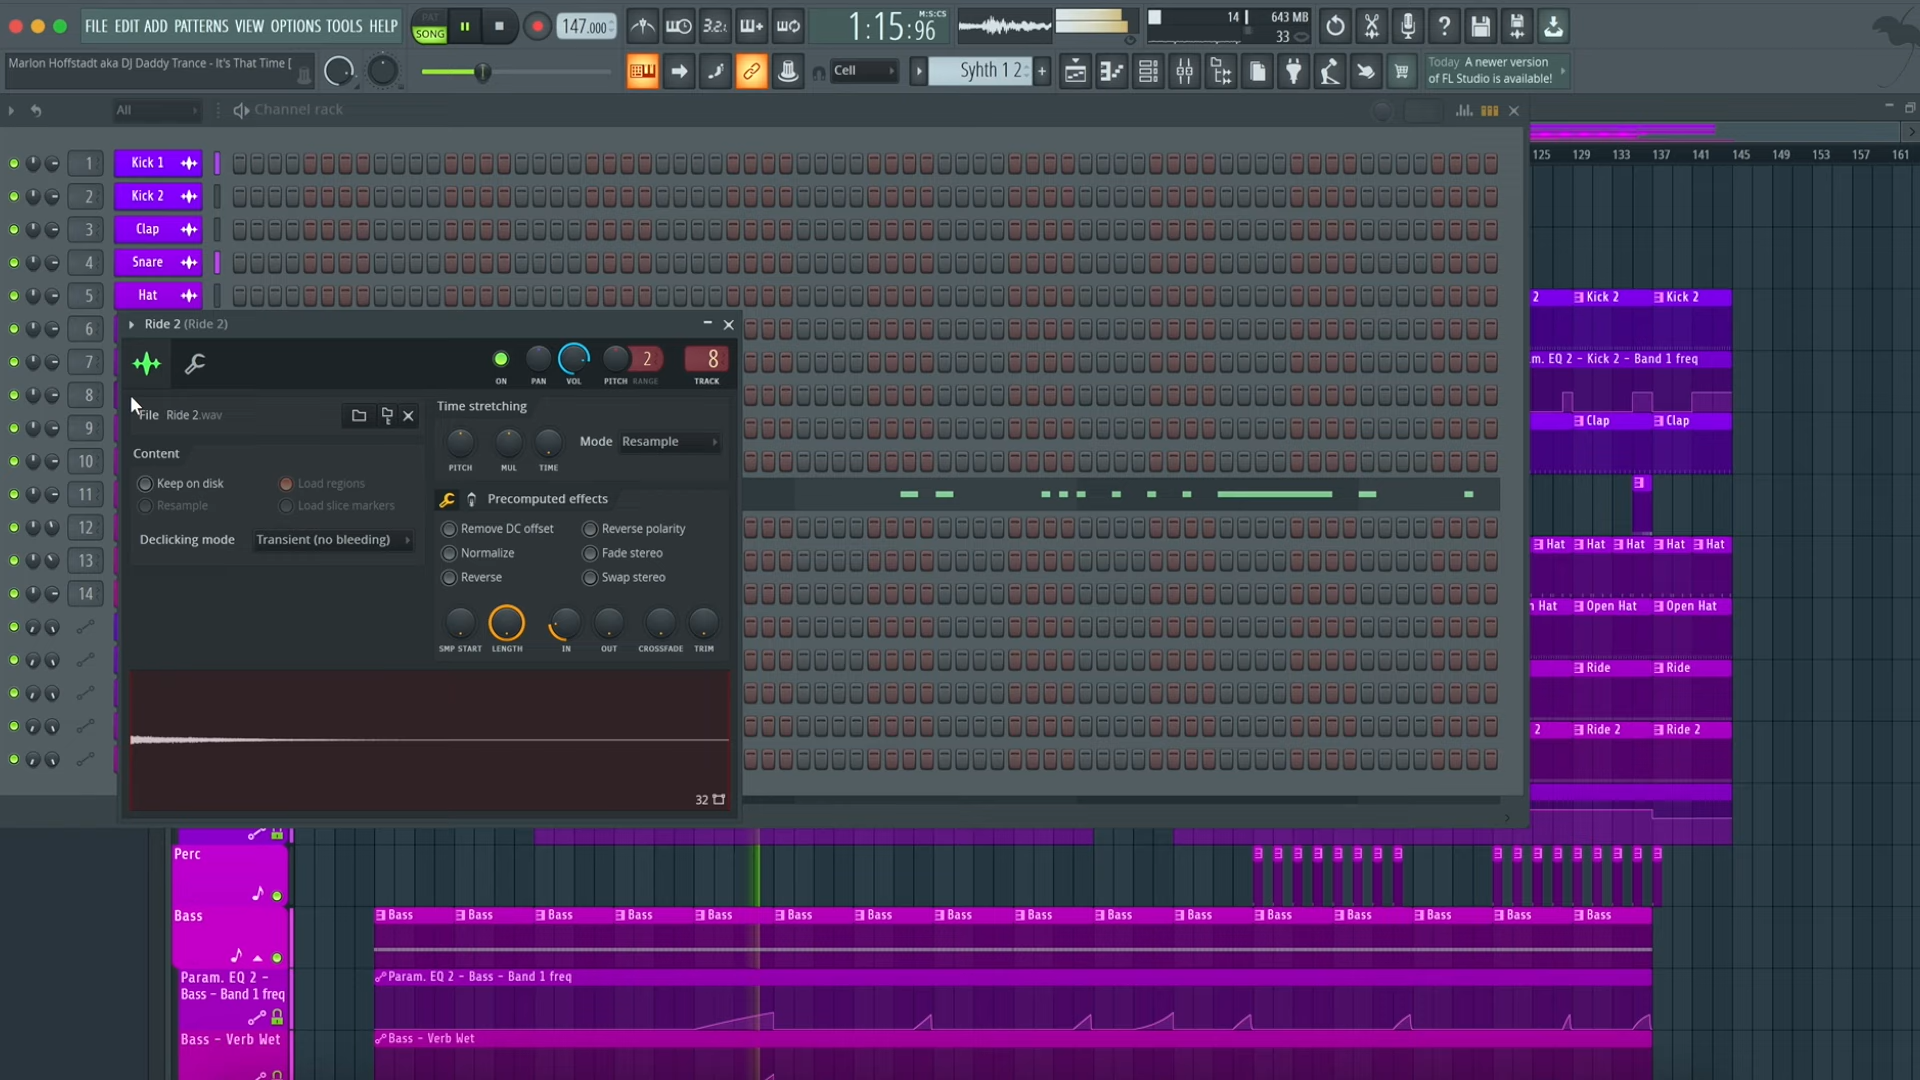 FILE EDIT ADD PATTERNS VIEW OPTIONS TOOLS HELP
PAT
SONG
147.000
3.2.
1:15:96
M:S:CS
14
643 MB
33
Marlon Hoffstadt aka DJ Daddy Trance - It's That Time [
Cell
Syhth 1 2
Today A newer version
of FL Studio is available!
All
Channel rack
125 129 133 137 141 145 149 153 157 161
1 Kick 1
2 Kick 2
3 Clap
4 Snare
5 Hat
6
7
8
9
10
11
12
13
14
Ride 2 (Ride 2)
2
8
ON PAN VOL PITCH RANGE TRACK
File Ride 2.wav
Time stretching
PITCH MUL TIME
Mode Resample
Content
Keep on disk
Load regions
Resample
Load slice markers
Declicking mode Transient (no bleeding)
Precomputed effects
Remove DC offset
Reverse polarity
Normalize
Fade stereo
Reverse
Swap stereo
SMP START LENGTH IN OUT CROSSFADE TRIM
32
2 Kick 2 Kick 2
m. EQ 2 - Kick 2 - Band 1 freq
Clap Clap
Hat Hat Hat Hat Hat
n Hat Open Hat Open Hat
Ride Ride
2 Ride 2 Ride 2
Perc
Bass
Bass Bass Bass Bass Bass Bass Bass Bass Bass Bass Bass Bass Bass Bass Bass Bass
Param. EQ 2 -
Bass - Band 1 freq
Param. EQ 2 - Bass - Band 1 freq
Bass - Verb Wet
Bass - Verb Wet